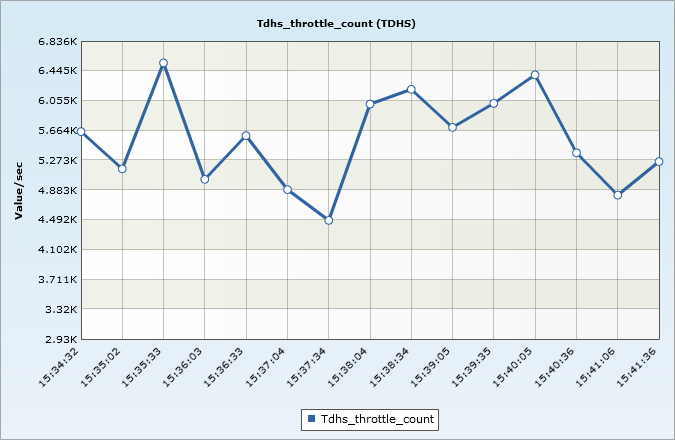 Tdhs_throttle_count (TDHS)
Value/sec
6.836K
6.445K
6.055K
5.664K
5.273K
4.883K
4.492K
4.102K
3.711K
3.32K
2.93K
15:34:32
15:35:02
15:35:33
15:36:03
15:36:33
15:37:04
15:37:34
15:38:04
15:38:34
15:39:05
15:39:35
15:40:05
15:40:36
15:41:06
15:41:36
Tdhs_throttle_count